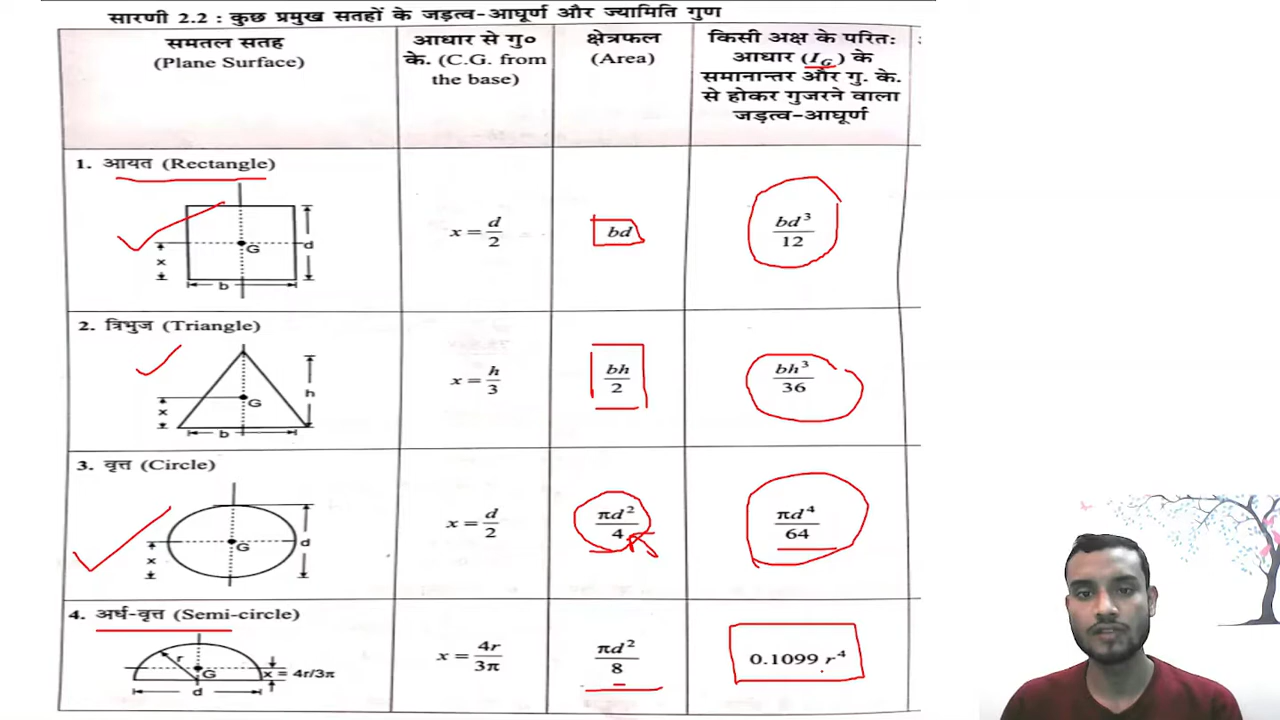 सारणी 2.2 : कुछ प्रमुख सतहों के जड़त्व-आघूर्ण और ज्यामिति गुण
समतल सतह
(Plane Surface)
आधार से गु०
के. (C.G. from
the base)
क्षेत्रफल
(Area)
किसी अक्ष के परितः
आधार (I_G) के
समानान्तर और गु. के.
से होकर गुजरने वाला
जड़त्व-आघूर्ण
1. आयत (Rectangle)
G
d
x
b
x = d/2
bd
bd³/12
2. त्रिभुज (Triangle)
G
h
x
b
x = h/3
bh/2
bh³/36
3. वृत्त (Circle)
G
d
x
x = d/2
πd²/4
πd⁴/64
4. अर्ध-वृत्त (Semi-circle)
r
G
x = 4r/3π
d
x = 4r/3π
πd²/8
0.1099 r⁴